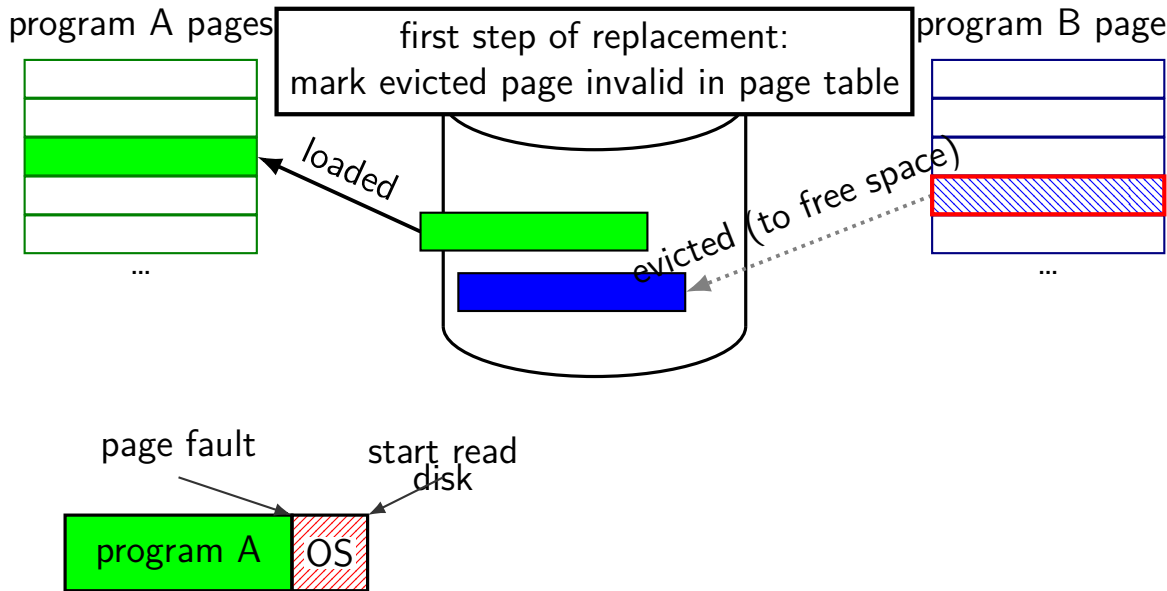 program A pages
first step of replacement:
mark evicted page invalid in page table
program B page
loaded
evicted (to free space)
...
...
page fault
start read
disk
program A
OS